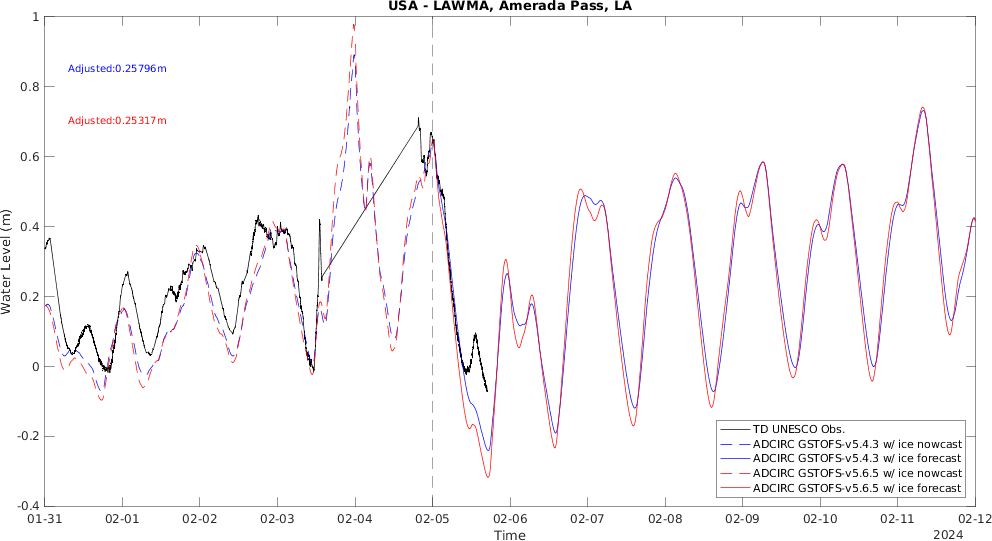 USA - LAWMA, Amerada Pass, LA
1
0.8
0.6
0.4
0.2
0
-0.2
-0.4
Water Level (m)
Adjusted:0.25796m
Adjusted:0.25317m
TD UNESCO Obs.
ADCIRC GSTOFS-v5.4.3 w/ ice nowcast
ADCIRC GSTOFS-v5.4.3 w/ ice forecast
ADCIRC GSTOFS-v5.6.5 w/ ice nowcast
ADCIRC GSTOFS-v5.6.5 w/ ice forecast
01-31 02-01 02-02 02-03 02-04 02-05 02-06 02-07 02-08 02-09 02-10 02-11 02-12
Time
2024